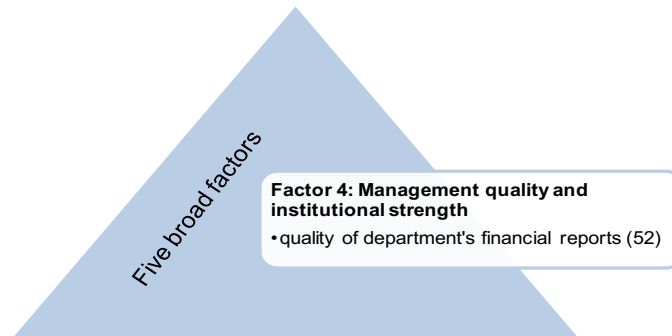 Five broad factors
Factor 4: Management quality and
institutional strength
•quality of department's financial reports (52)